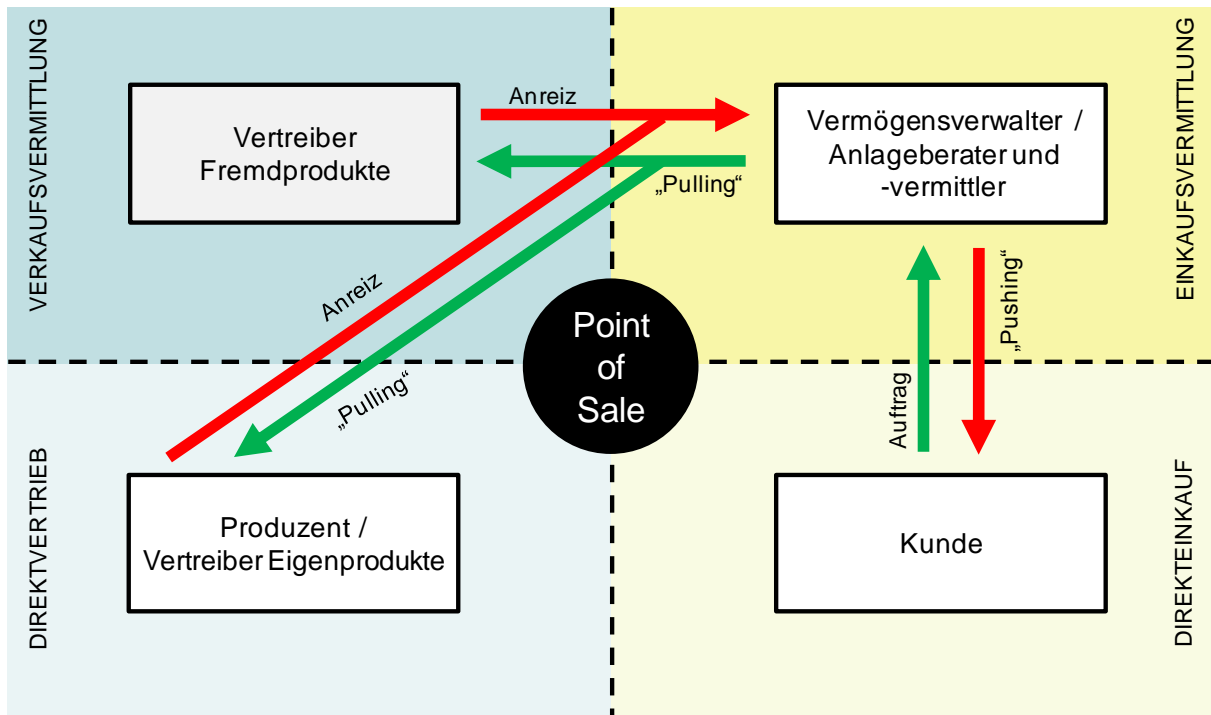 VERKAUFSVERMITTLUNG
Vertreiber
Fremdprodukte
Anreiz
„Pulling“
Vermögensverwalter /
Anlageberater und
-vermittler
EINKAUFSVERMITTLUNG
Anreiz
„Pulling“
Point
of
Sale
Auftrag
„Pushing“
DIREKTVERTRIEB
Produzent /
Vertreiber Eigenprodukte
Kunde
DIREKTEINKAUF